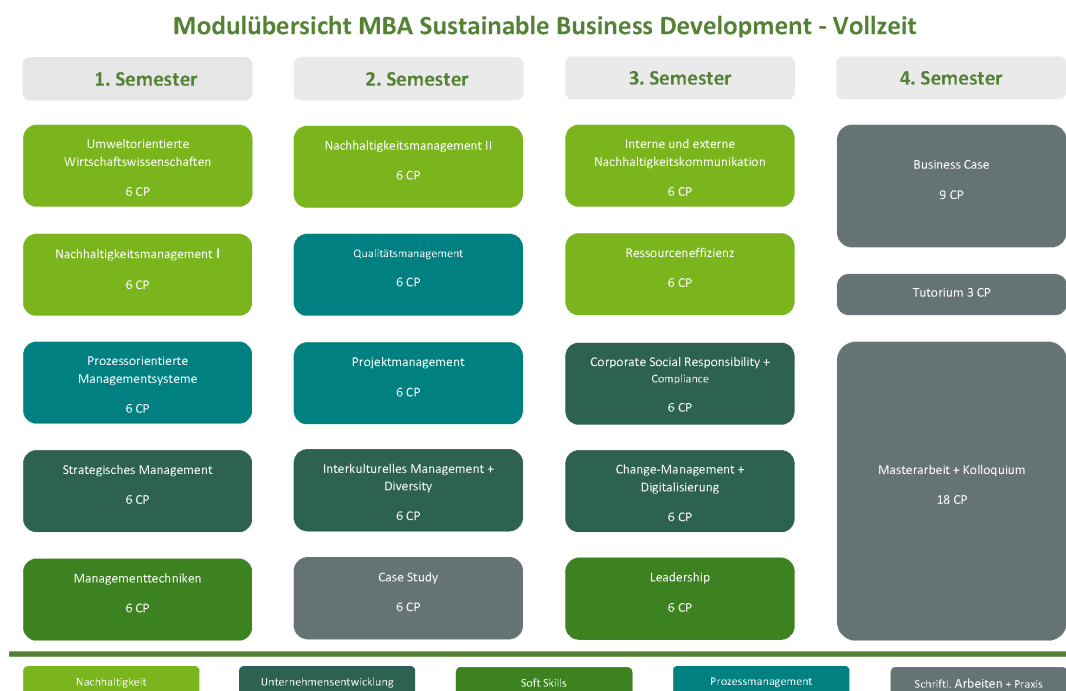 Modulübersicht MBA Sustainable Business Development - Vollzeit
1. Semester
2. Semester
3. Semester
4. Semester
Umweltorientierte
Wirtschaftswissenschaften
6 CP
Nachhaltigkeitsmanagement I
6 CP
Prozessorientierte
Managementsysteme
6 CP
Strategisches Management
6 CP
Managementtechniken
6 CP
Nachhaltigkeitsmanagement II
6 CP
Qualitätsmanagement
6 CP
Projektmanagement
6 CP
Interkulturelles Management +
Diversity
6 CP
Case Study
6 CP
Interne und externe
Nachhaltigkeitskommunikation
6 CP
Ressourceneffizienz
6 CP
Corporate Social Responsibility +
Compliance
6 CP
Change-Management +
Digitalisierung
6 CP
Leadership
6 CP
Business Case
9 CP
Tutorium 3 CP
Masterarbeit + Kolloquium
18 CP
Nachhaltigkeit
Unternehmensentwicklung
Soft Skills
Prozessmanagement
Schriftl. Arbeiten + Praxis